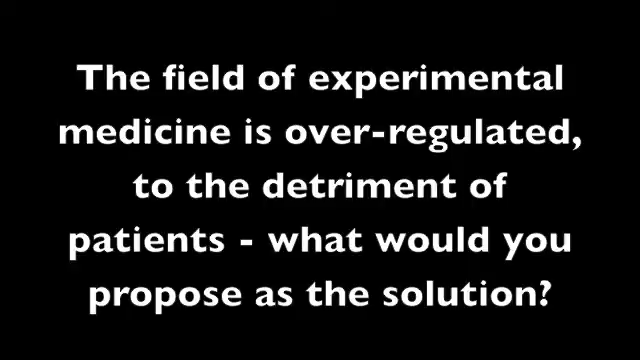 The field of experimental
medicine is over-regulated,
to the detriment of
patients - what would you
propose as the solution?